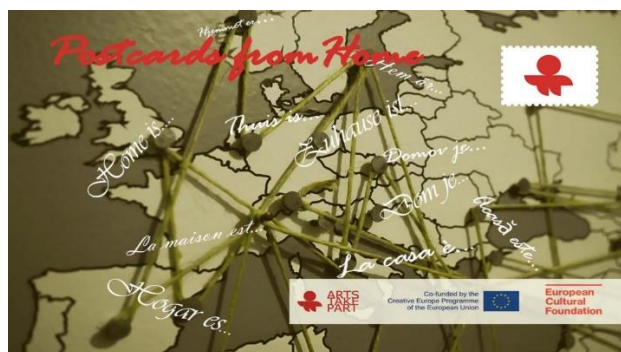 Hjemmet er...
Postcards from Home
Hem är...
Home is...
Thuis is...
Zuhause ist...
Domov je...
Dom je...
Acasă este...
La maison est...
La casa è...
Hogar es..
ARTS
TAKE
PART
Co-funded by the
Creative Europe Programme
of the European Union
European
Cultural
Foundation